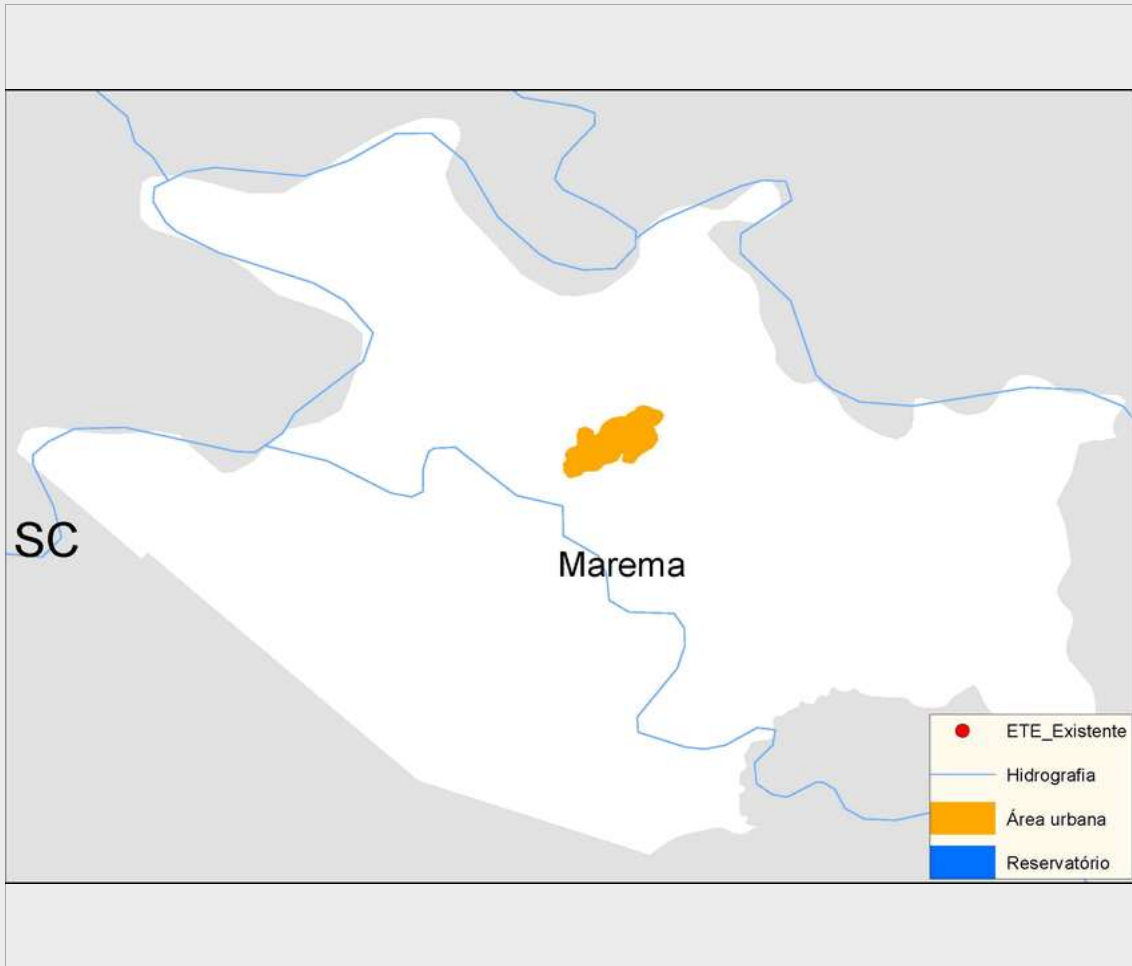 SC
Marema
ETE_Existente
Hidrografia
Área urbana
Reservatório